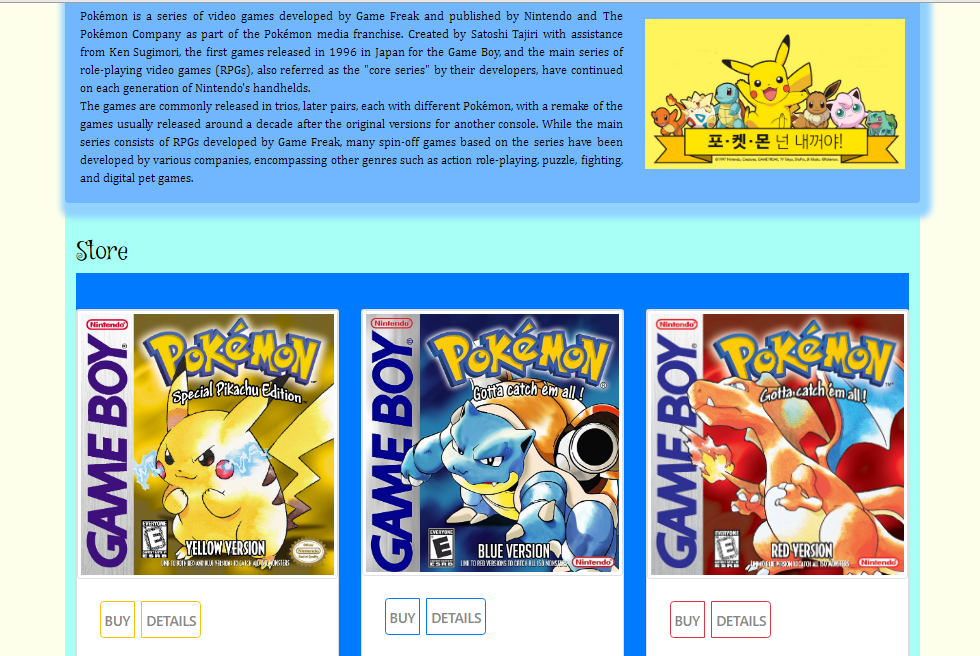 Pokémon is a series of video games developed by Game Freak and published by Nintendo and The
Pokémon Company as part of the Pokémon media franchise. Created by Satoshi Tajiri with assistance
from Ken Sugimori, the first games released in 1996 in Japan for the Game Boy, and the main series of
role-playing video games (RPGs), also referred as the "core series" by their developers, have continued
on each generation of Nintendo's handhelds.
The games are commonly released in trios, later pairs, each with different Pokémon, with a remake of the
games usually released around a decade after the original versions for another console. While the main
series consists of RPGs developed by Game Freak, many spin-off games based on the series have been
developed by various companies, encompassing other genres such as action role-playing, puzzle, fighting,
and digital pet games.
포·켓·몬 넌 내꺼야!
Store
Nintendo
GAME BOY
POKéMON
Special Pikachu Edition
EVERYONE
E
ESRB
YELLOW VERSION
Nintendo
GAME BOY
POKéMON
Gotta catch 'em all!
EVERYONE
E
ESRB
BLUE VERSION
Nintendo
Nintendo
GAME BOY
POKéMON
Gotta catch 'em all!
EVERYONE
E
ESRB
RED VERSION
Nintendo
BUY DETAILS
BUY DETAILS
BUY DETAILS